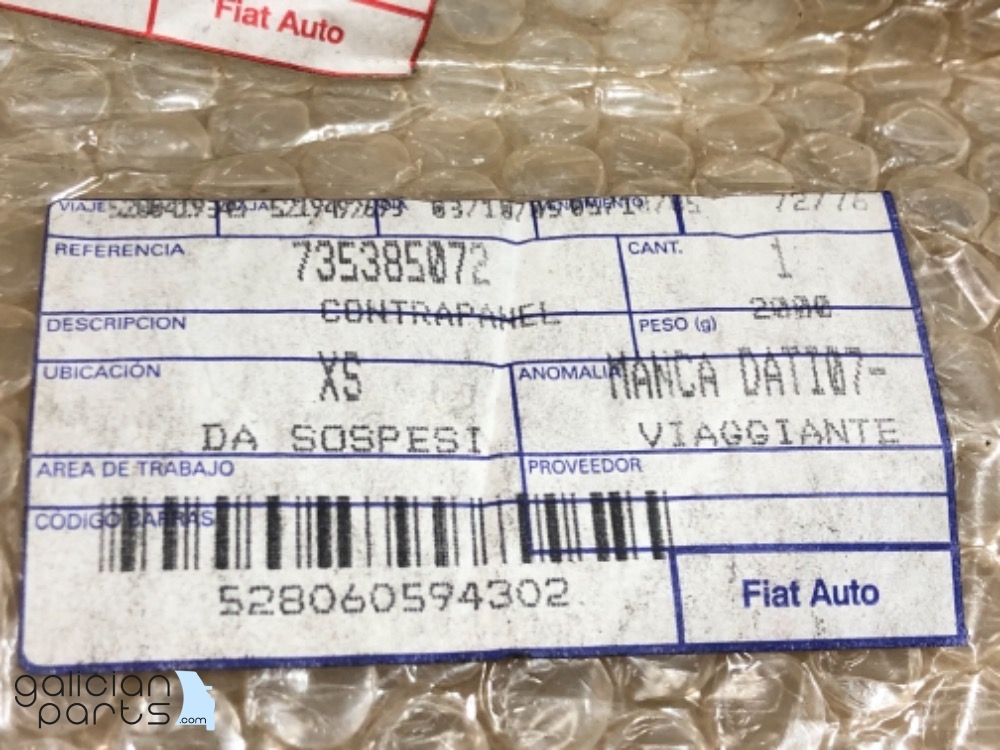 Fiat Auto
VIAJE
REFERENCIA 735385072 CANT. 1
DESCRIPCION CONTRAPANEL PESO (g) 2000
UBICACIÓN X5 ANOMALIA MANCA DATI07-
DA SOSPESI VIAGGIANTE
AREA DE TRABAJO PROVEEDOR
CÓDIGO BARRAS
528060594302
Fiat Auto
galician
parts.com